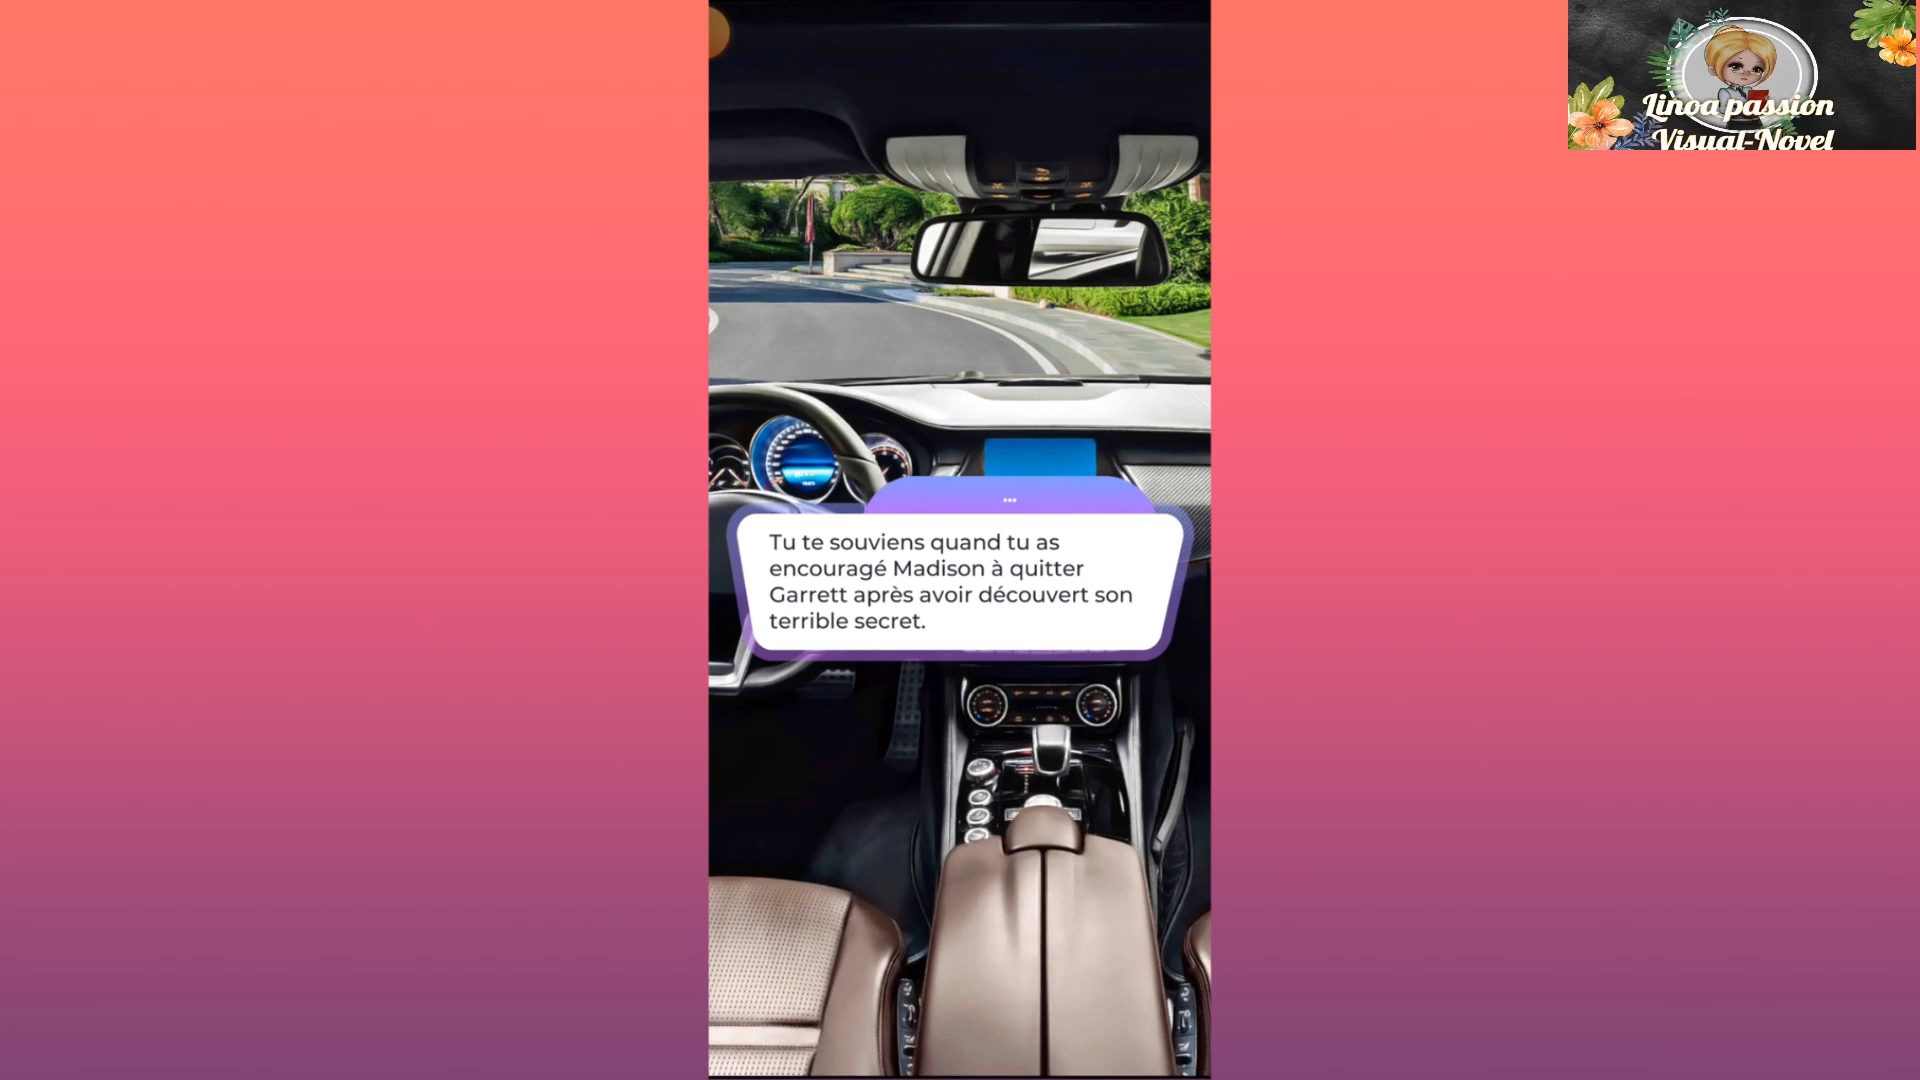 Linoa passion
Visual-Novel
...
Tu te souviens quand tu as
encouragé Madison à quitter
Garrett après avoir découvert son
terrible secret.